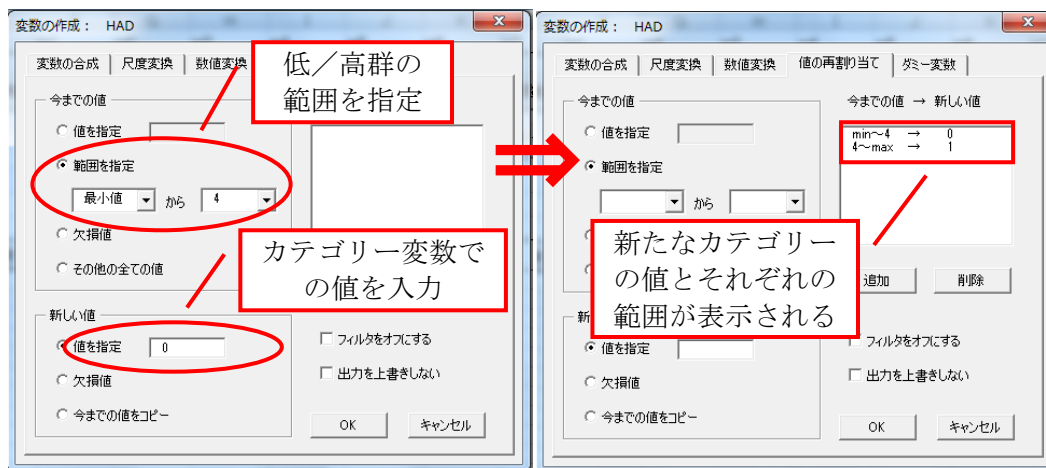 変数の作成： HAD
変数の合成 尺度変換 数値変換
低／高群の
範囲を指定
今までの値
値を指定
範囲を指定
最小値 から 4
欠損値
その他の全ての値
カテゴリー変数で
の値を入力
新しい値
値を指定 0
欠損値
今までの値をコピー
フィルタをオフにする
出力を上書きしない
OK キャンセル
変数の作成： HAD
変数の合成 尺度変換 数値変換 値の再割り当て ダミー変数
今までの値
値を指定
範囲を指定
から
今までの値 → 新しい値
min～4 → 0
4～max → 1
新たなカテゴリー
の値とそれぞれの
範囲が表示される
追加 削除
新
値を指定
欠損値
今までの値をコピー
フィルタをオフにする
出力を上書きしない
OK キャンセル